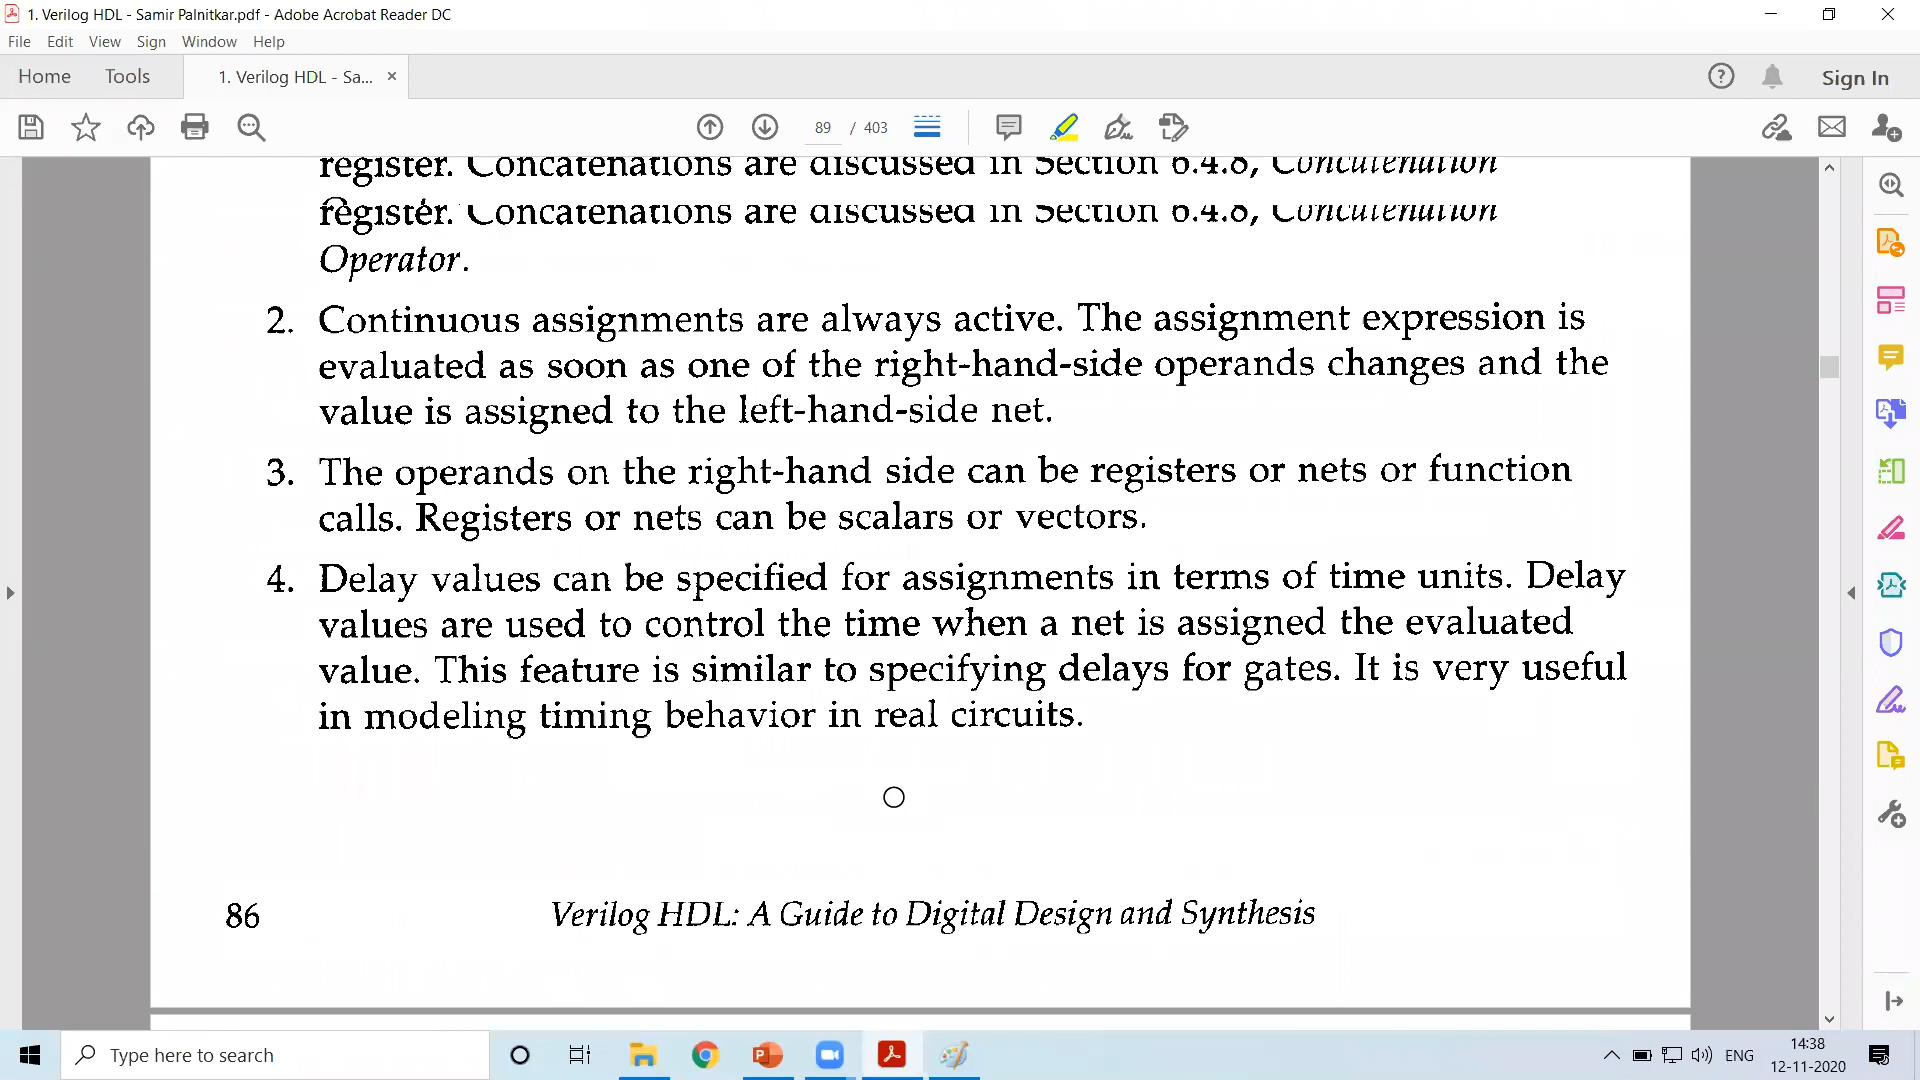 1. Verilog HDL - Samir Palnitkar.pdf - Adobe Acrobat Reader DC
File Edit View Sign Window Help
Home Tools 1. Verilog HDL - Sa... × Sign In
89 / 403
register. Concatenations are discussed in Section 6.4.8, Concatenation
register. Concatenations are discussed in Section 6.4.8, Concatenation
Operator.
2. Continuous assignments are always active. The assignment expression is
evaluated as soon as one of the right-hand-side operands changes and the
value is assigned to the left-hand-side net.
3. The operands on the right-hand side can be registers or nets or function
calls. Registers or nets can be scalars or vectors.
4. Delay values can be specified for assignments in terms of time units. Delay
values are used to control the time when a net is assigned the evaluated
value. This feature is similar to specifying delays for gates. It is very useful
in modeling timing behavior in real circuits.
86 Verilog HDL: A Guide to Digital Design and Synthesis
Type here to search
ENG
14:38
12-11-2020